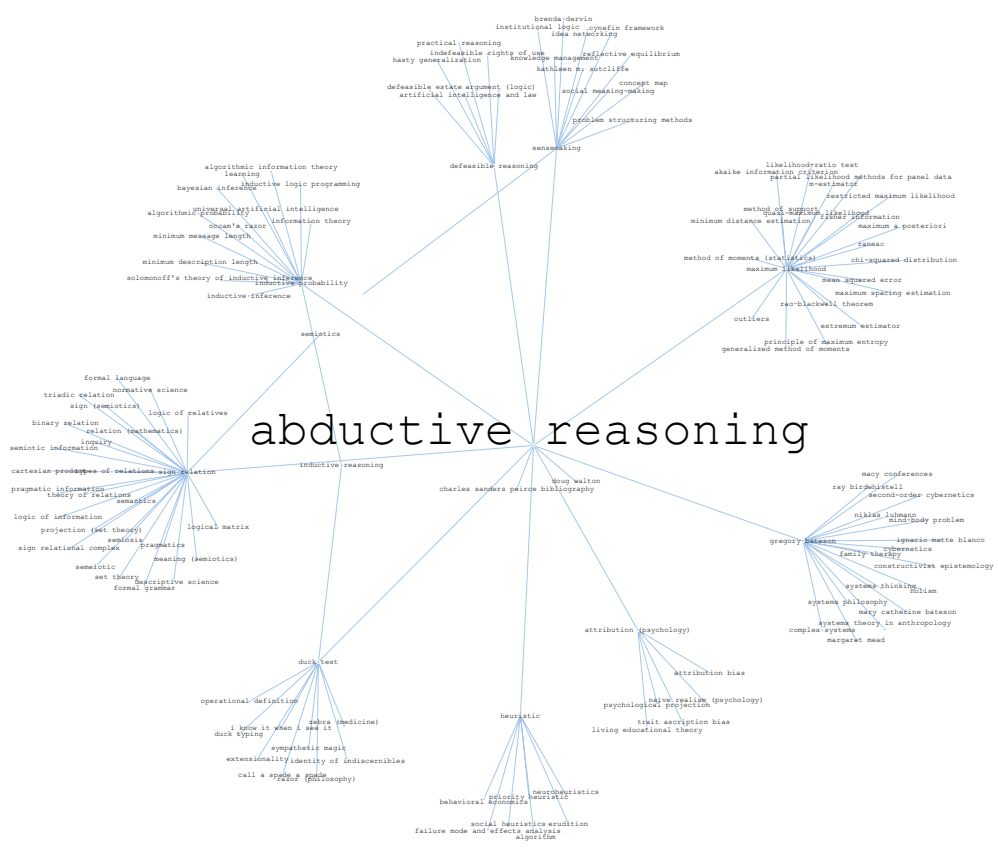 brenda dervin
institutional logic
cynefin framework
idea networking
practical reasoning
indefeasible rights of use
hasty generalization
knowledge management
reflective equilibrium
kathleen m. sutcliffe
defeasible estate
argument (logic)
artificial intelligence and law
concept map
social meaning-making
problem structuring methods
sensemaking
defeasible reasoning
algorithmic information theory
learning
bayesian inference
inductive logic programming
universal artificial intelligence
algorithmic probability
information theory
occam's razor
minimum message length
minimum description length
solomonoff's theory of inductive inference
inductive probability
inductive inference
likelihood-ratio test
akaike information criterion
partial likelihood methods for panel data
m-estimator
restricted maximum likelihood
method of support
quasi-maximum likelihood
fisher information
minimum distance estimation
maximum a posteriori
ransac
method of moments (statistics)
chi-squared distribution
maximum likelihood
mean squared error
maximum spacing estimation
rao-blackwell theorem
outliers
extremum estimator
principle of maximum entropy
generalized method of moments
semistics
formal language
normative science
triadic relation
sign (semiotics)
logic of relatives
binary relation
relation (mathematics)
inquiry
semiotic information
cartesian product
types of relations
sign relation
pragmatic information
theory of relations
semantics
logic of information
projection (set theory)
logical matrix
semiosis
sign relational complex
pragmatics
meaning (semiotics)
semeiotic
set theory
descriptive science
formal grammar
abductive reasoning
inductive reasoning
doug walton
charles sanders peirce bibliography
macy conferences
ray birdwhistell
second-order cybernetics
niklas luhmann
mind-body problem
gregory bateson
ignacio matte blanco
cybernetics
family therapy
constructivist epistemology
systems thinking
holism
systems philosophy
mary catherine bateson
systems theory in anthropology
complex systems
margaret mead
attribution (psychology)
attribution bias
naïve realism (psychology)
psychological projection
trait ascription bias
living educational theory
duck test
operational definition
zebra (medicine)
i know it when i see it
duck typing
sympathetic magic
extensionality
identity of indiscernibles
call a spade a spade
razor (philosophy)
heuristic
neuroheuristics
priority heuristic
behavioral economics
social heuristics
erudition
failure mode and effects analysis
algorithm